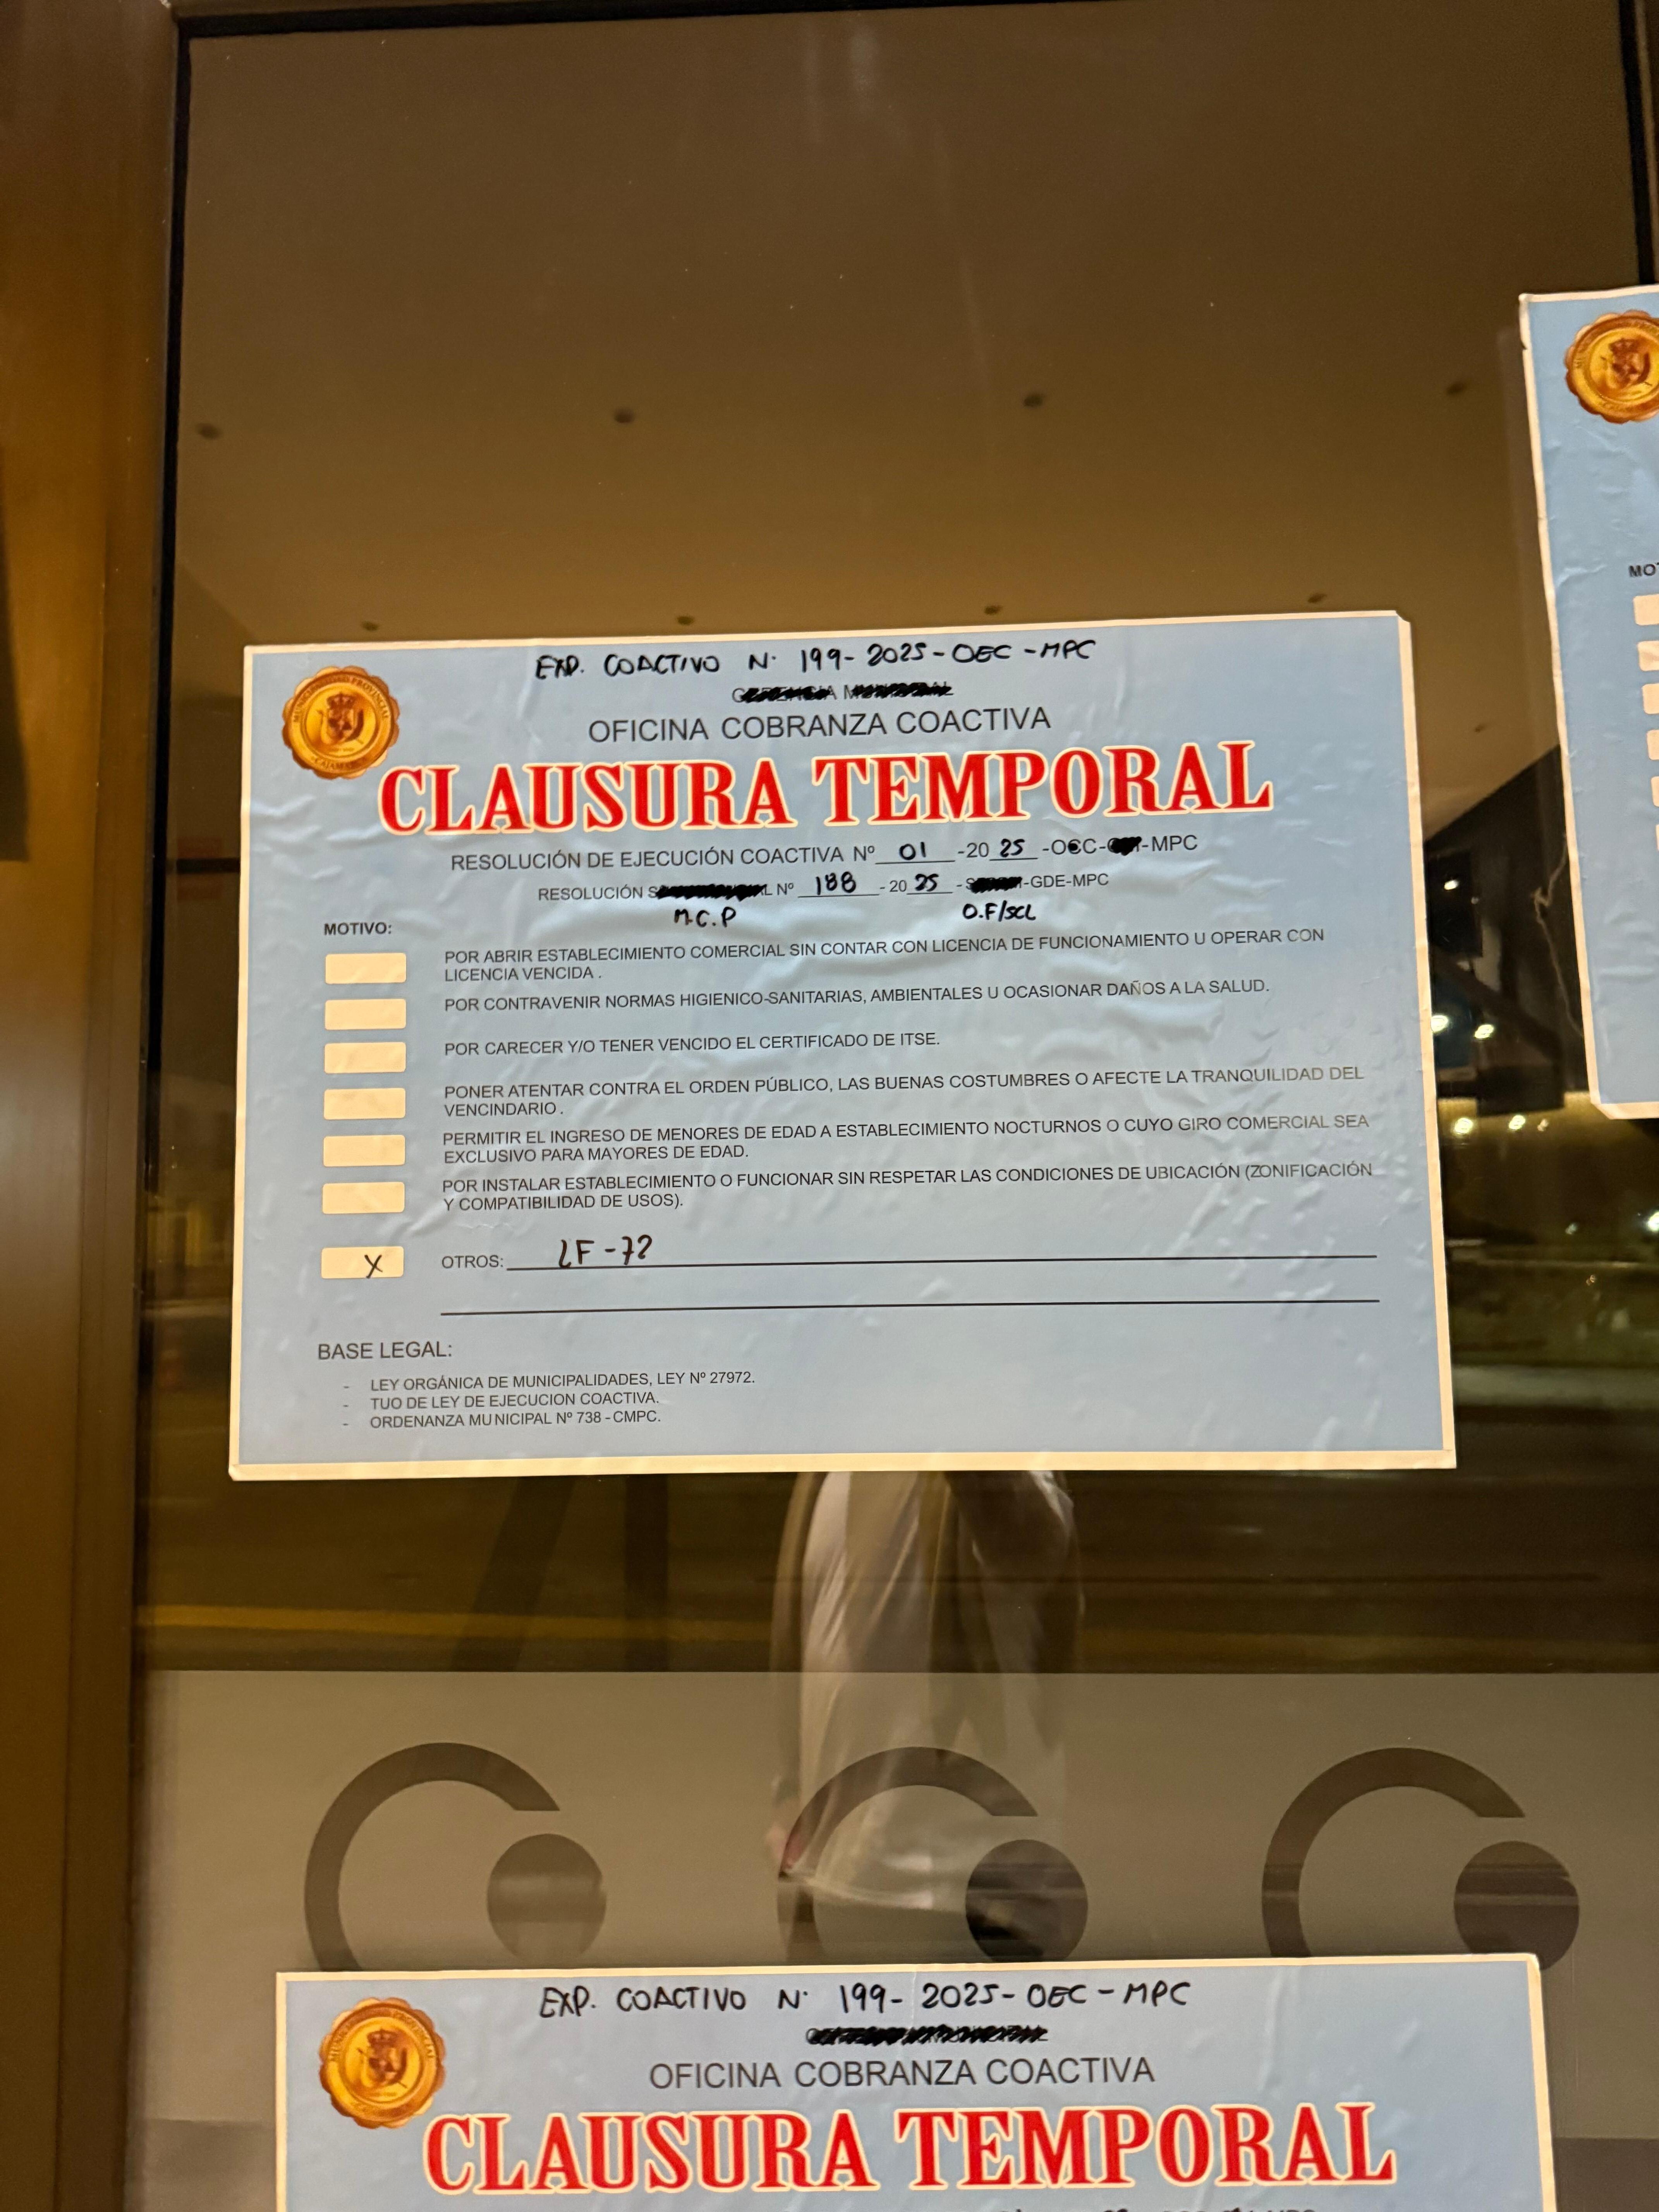 EXP. COACTIVO N· 199-2025-OEC-MPC
OFICINA COBRANZA COACTIVA
CLAUSURA TEMPORAL
RESOLUCIÓN DE EJECUCIÓN COACTIVA Nº 01 -20 25 -OEC- -MPC
RESOLUCIÓN Nº 188 -20 25 - -GDE-MPC
M.C.P O.F/SCL
MOTIVO:
POR ABRIR ESTABLECIMIENTO COMERCIAL SIN CONTAR CON LICENCIA DE FUNCIONAMIENTO U OPERAR CON
LICENCIA VENCIDA .
POR CONTRAVENIR NORMAS HIGIENICO-SANITARIAS, AMBIENTALES U OCASIONAR DAÑOS A LA SALUD.
POR CARECER Y/O TENER VENCIDO EL CERTIFICADO DE ITSE.
PONER ATENTAR CONTRA EL ORDEN PÚBLICO, LAS BUENAS COSTUMBRES O AFECTE LA TRANQUILIDAD DEL
VENCINDARIO .
PERMITIR EL INGRESO DE MENORES DE EDAD A ESTABLECIMIENTO NOCTURNOS O CUYO GIRO COMERCIAL SEA
EXCLUSIVO PARA MAYORES DE EDAD.
POR INSTALAR ESTABLECIMIENTO O FUNCIONAR SIN RESPETAR LAS CONDICIONES DE UBICACIÓN (ZONIFICACIÓN
Y COMPATIBILIDAD DE USOS).
X OTROS: LF-72
BASE LEGAL:
- LEY ORGÁNICA DE MUNICIPALIDADES, LEY Nº 27972.
- TUO DE LEY DE EJECUCION COACTIVA.
- ORDENANZA MUNICIPAL Nº 738 - CMPC.
EXP. COACTIVO N· 199-2025-OEC-MPC
OFICINA COBRANZA COACTIVA
CLAUSURA TEMPORAL